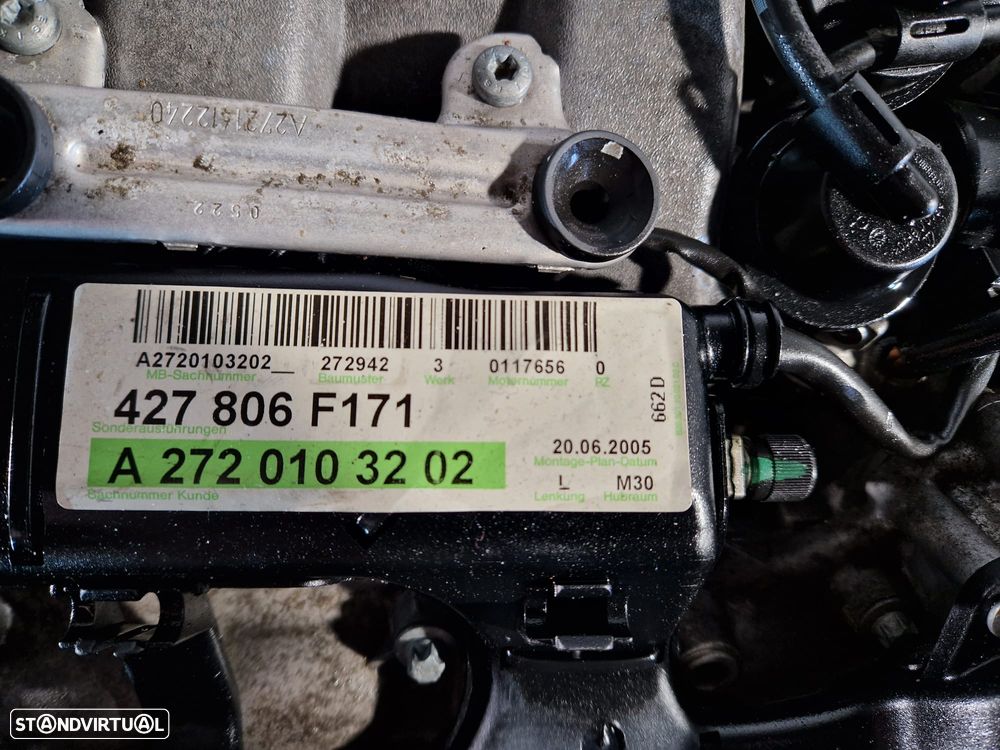 A2721412240
0522
A2720103202__ 272942 3 0117656 0
MB-Sachnummer Baumuster Werk Motornummer RZ
427 806 F171
Sonderausführungen
662D
A 272 010 32 02
20.06.2005
Montage-Plan-Datum
L M30
Sachnummer Kunde Lenkung Hubraum
STANDVIRTUAL